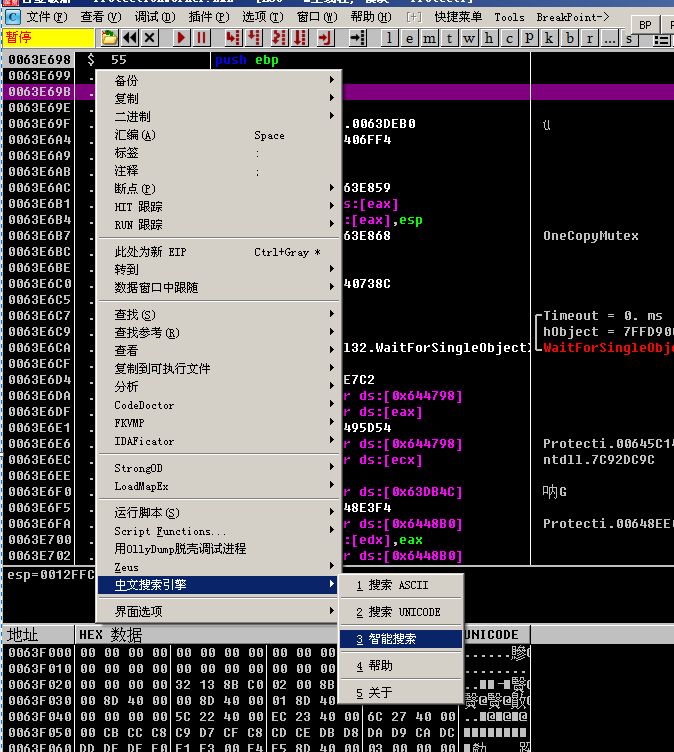 文件(F) 查看(V) 调试(D) 插件(P) 选项(T) 窗口(W) 帮助(H) [+] 快捷菜单 Tools BreakPoint->
BP
暂停
l e m t w h c p k b r ... s
0063E698 $ 55 push ebp
0063E699
0063E69B
0063E69E
0063E69F .0063DEB0
0063E6A4 406FF4
0063E6A9
0063E6AB
0063E6AC 63E859
0063E6B1 s:[eax]
0063E6B4 :[eax],esp
0063E6B7 63E868 OneCopyMutex
0063E6BC
0063E6BE
0063E6C0 40738C
0063E6C5
0063E6C7 Timeout = 0. ms
0063E6C9 hObject = 7FFD900
0063E6CA l32.WaitForSingleObject WaitForSingleObje
0063E6CF
0063E6D4 E7C2
0063E6DA r ds:[0x644798]
0063E6DF r ds:[eax]
0063E6E1 495D54
0063E6E6 r ds:[0x644798] Protecti.00645C14
0063E6EC r ds:[ecx] ntdll.7C92DC9C
0063E6EE
0063E6F0 r ds:[0x63DB4C] 呐G
0063E6F5 48E3F4
0063E6FA r ds:[0x6448B0] Protecti.00648EE
0063E700 :[edx],eax
0063E702 r ds:[0x6448B0]
esp=0012FFC
备份
复制
二进制
汇编(A) Space
标签 :
注释 ;
断点(P)
HIT 跟踪
RUN 跟踪
此处为新 EIP Ctrl+Gray *
转到
数据窗口中跟随
查找(S)
查找参考(R)
查看
复制到可执行文件
分析
CodeDoctor
FKVMP
IDAFicator
StrongOD
LoadMapEx
运行脚本(S)
Script Functions...
用OllyDump脱壳调试进程
Zeus
中文搜索引擎
界面选项
1 搜索 ASCII
2 搜索 UNICODE
3 智能搜索
4 帮助
5 关于
地址 HEX 数据 UNICODE
0063F000 00 00 00 00 00 00 00 00 00 00 00
0063F010 00 00 00 00 00 00 00 00 00 00 00
0063F020 00 00 00 00 32 13 8B C0 02 00 8B
0063F030 00 8D 40 00 00 8D 40 00 01 8D 40
0063F040 00 00 00 00 5C 22 40 00 EC 23 40 00 6C 27 40 00
0063F050 00 CB CC C8 C9 D7 CF C8 CD CE DB D8 DA D9 CA DC
0063F060 DD DE DF E0 E1 E3 00 E4 E5 8D 40 00 03 00 00 00